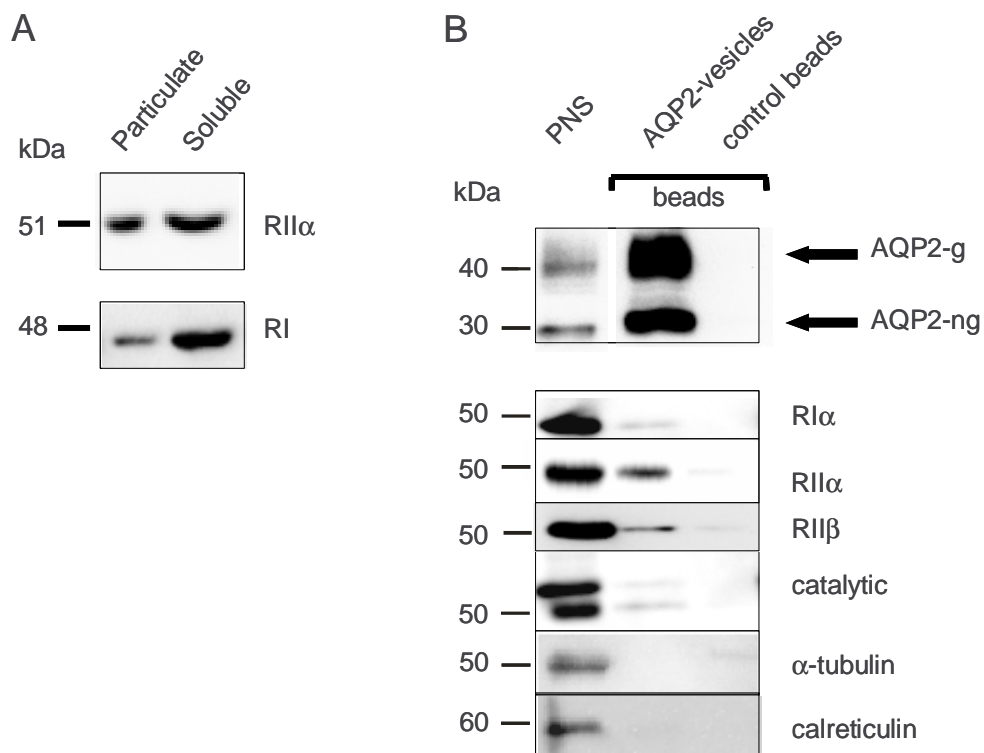 A
Particulate
Soluble
kDa
51
RIIα
48
RI
B
PNS
AQP2-vesicles
control beads
kDa
beads
40
AQP2-g
30
AQP2-ng
50
RIα
50
RIIα
50
RIIβ
catalytic
50
50
α-tubulin
60
calreticulin